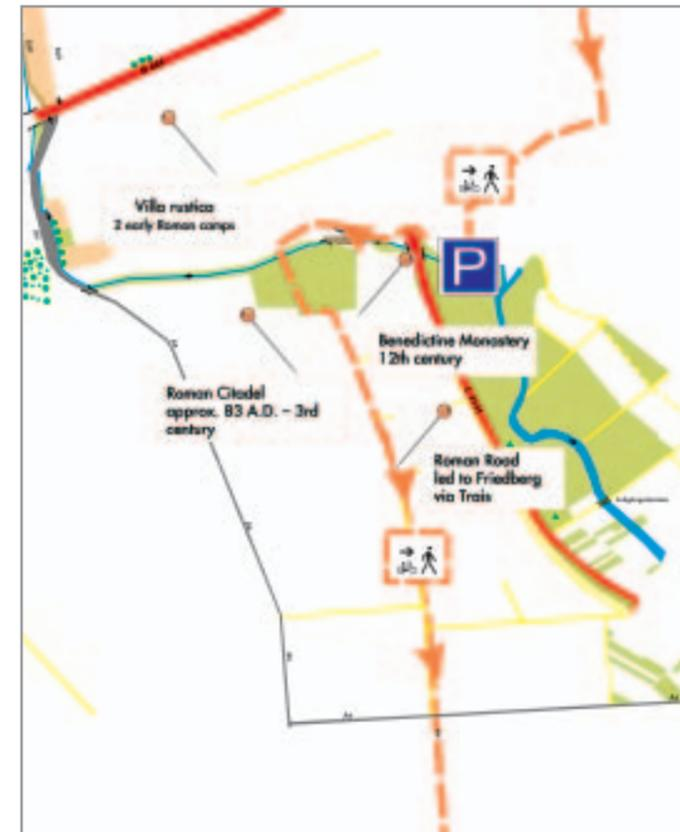 Villa rustica
2 early Roman camps
P
Benedictine Monastery
12th century
Roman Citadel
approx. 83 A.D. – 3rd
century
Roman Road
led to Friedberg
via Trais